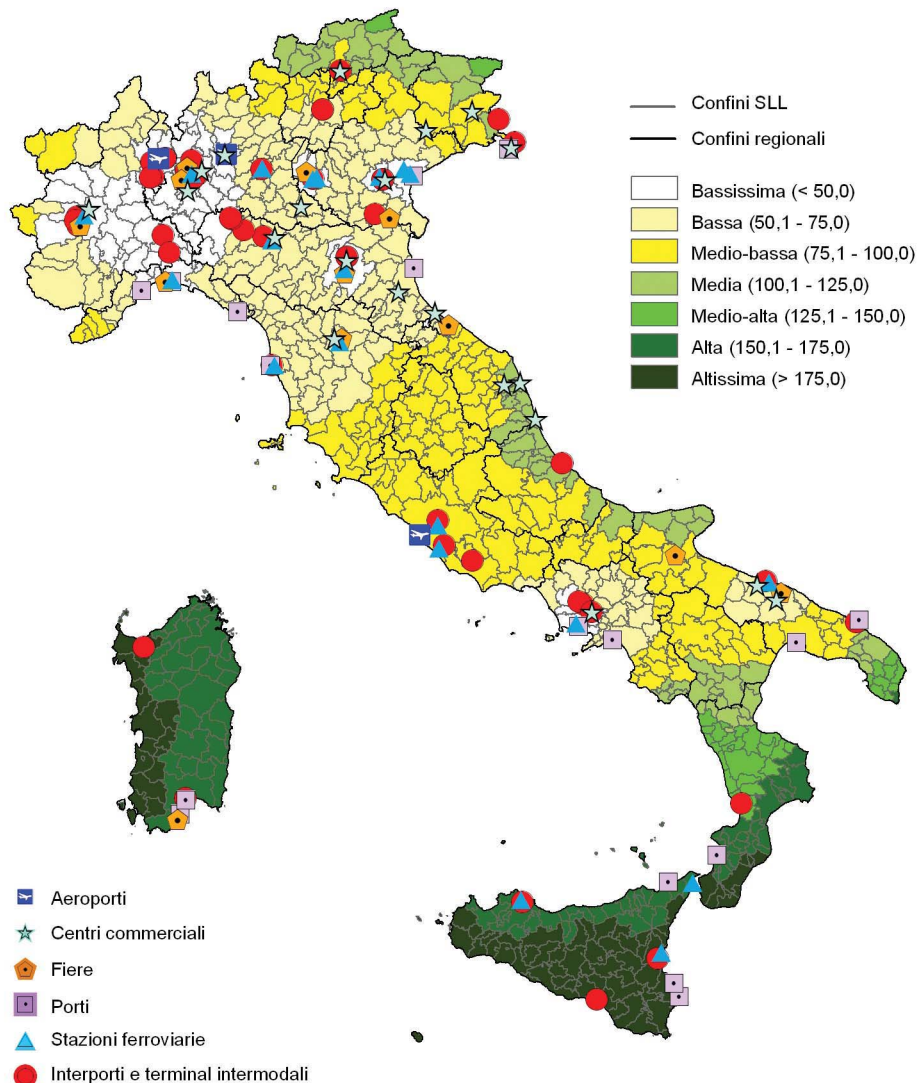 Confini SLL
Confini regionali
Bassissima (< 50,0)
Bassa (50,1 - 75,0)
Medio-bassa (75,1 - 100,0)
Media (100,1 - 125,0)
Medio-alta (125,1 - 150,0)
Alta (150,1 - 175,0)
Altissima (> 175,0)
Aeroporti
Centri commerciali
Fiere
Porti
Stazioni ferroviarie
Interporti e terminal intermodali